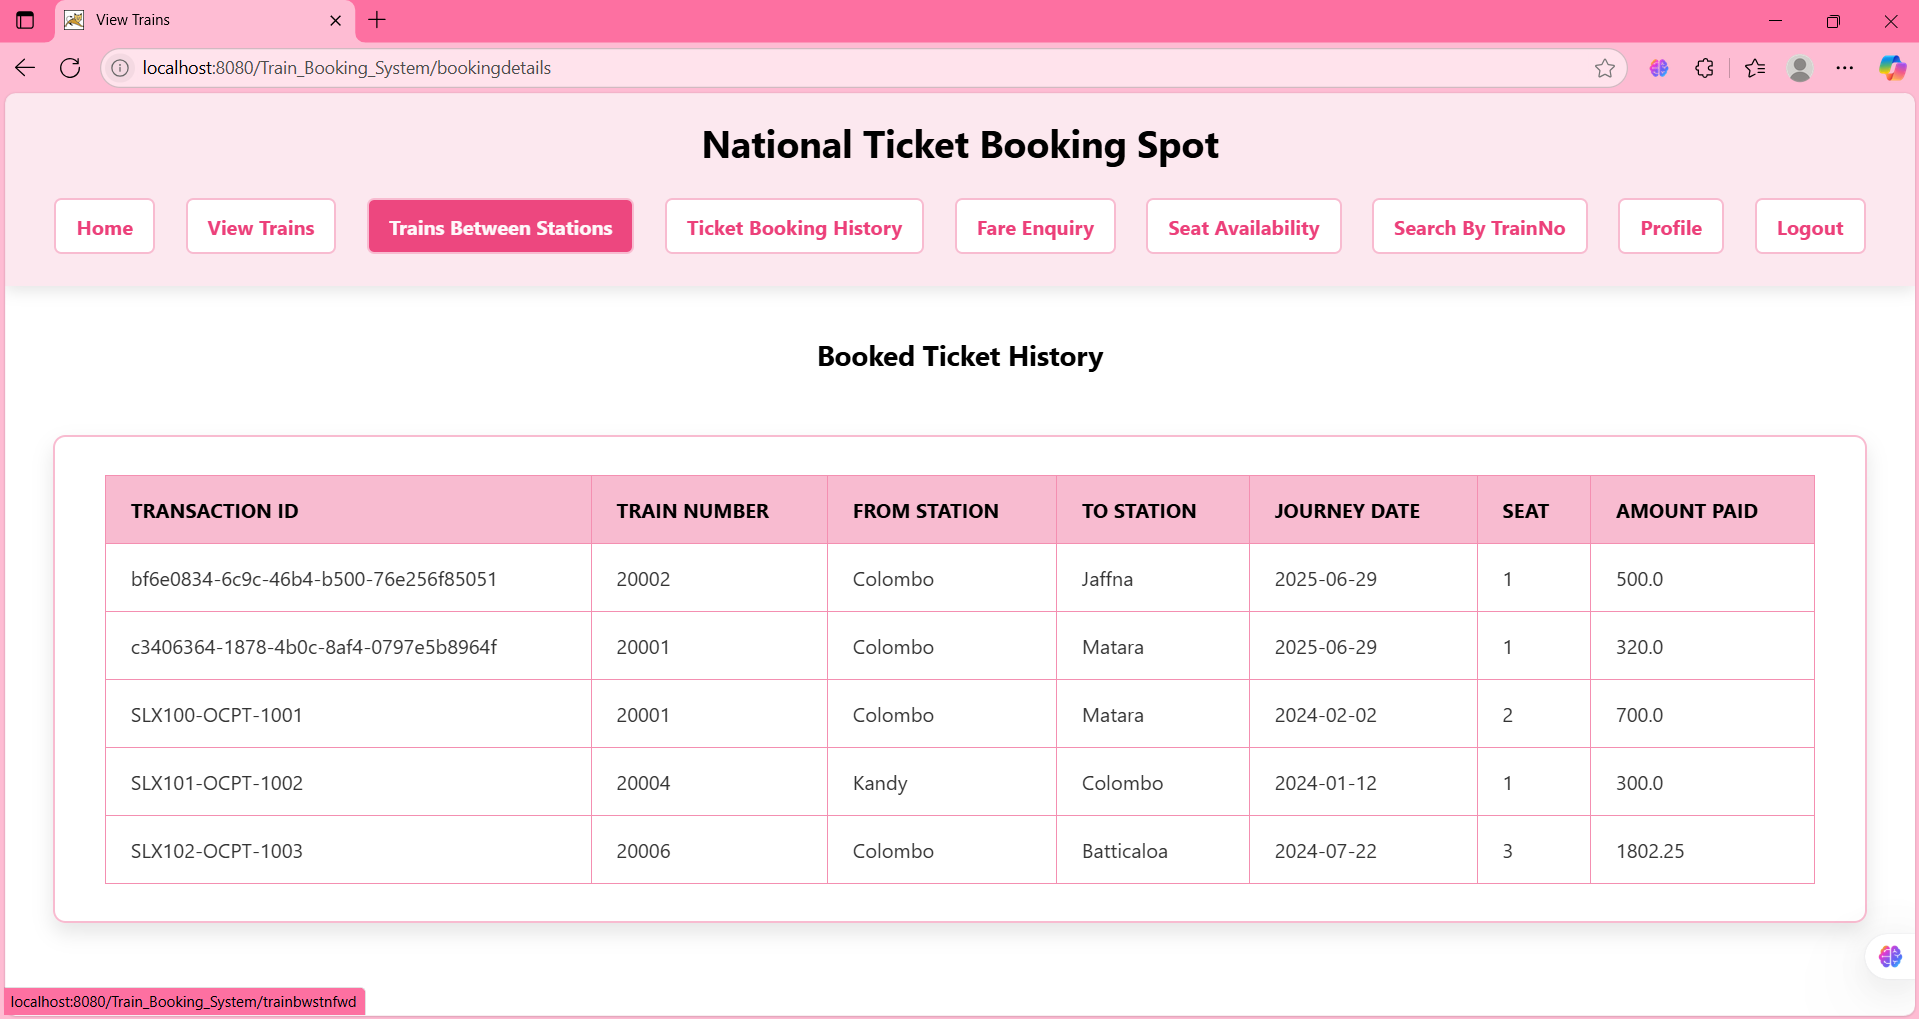 View Trains
localhost:8080/Train_Booking_System/bookingdetails
National Ticket Booking Spot
Home View Trains Trains Between Stations Ticket Booking History Fare Enquiry Seat Availability Search By TrainNo Profile Logout
Booked Ticket History
TRANSACTION ID TRAIN NUMBER FROM STATION TO STATION JOURNEY DATE SEAT AMOUNT PAID
bf6e0834-6c9c-46b4-b500-76e256f85051 20002 Colombo Jaffna 2025-06-29 1 500.0
c3406364-1878-4b0c-8af4-0797e5b8964f 20001 Colombo Matara 2025-06-29 1 320.0
SLX100-OCPT-1001 20001 Colombo Matara 2024-02-02 2 700.0
SLX101-OCPT-1002 20004 Kandy Colombo 2024-01-12 1 300.0
SLX102-OCPT-1003 20006 Colombo Batticaloa 2024-07-22 3 1802.25
localhost:8080/Train_Booking_System/trainbwstnfwd